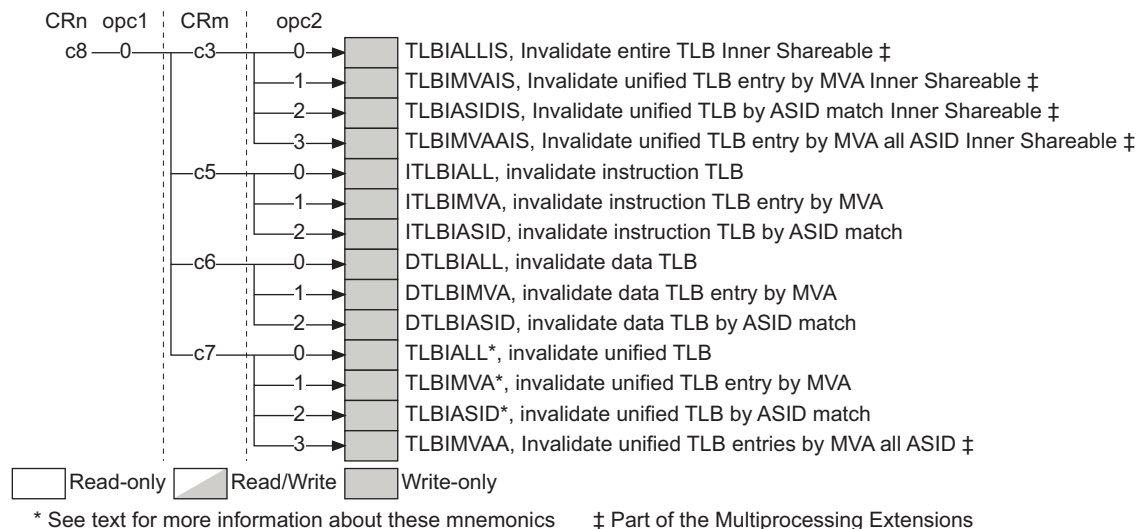 CRn opc1 CRm opc2
c8 0 c3 0 TLBIALLIS, Invalidate entire TLB Inner Shareable ‡
1 TLBIMVAIS, Invalidate unified TLB entry by MVA Inner Shareable ‡
2 TLBIASIDIS, Invalidate unified TLB by ASID match Inner Shareable ‡
3 TLBIMVAAIS, Invalidate unified TLB entry by MVA all ASID Inner Shareable ‡
c5 0 ITLBIALL, invalidate instruction TLB
1 ITLBIMVA, invalidate instruction TLB entry by MVA
2 ITLBIASID, invalidate instruction TLB by ASID match
c6 0 DTLBIALL, invalidate data TLB
1 DTLBIMVA, invalidate data TLB entry by MVA
2 DTLBIASID, invalidate data TLB by ASID match
c7 0 TLBIALL*, invalidate unified TLB
1 TLBIMVA*, invalidate unified TLB entry by MVA
2 TLBIASID*, invalidate unified TLB by ASID match
3 TLBIMVAA, Invalidate unified TLB entries by MVA all ASID ‡
Read-only Read/Write Write-only
* See text for more information about these mnemonics ‡ Part of the Multiprocessing Extensions